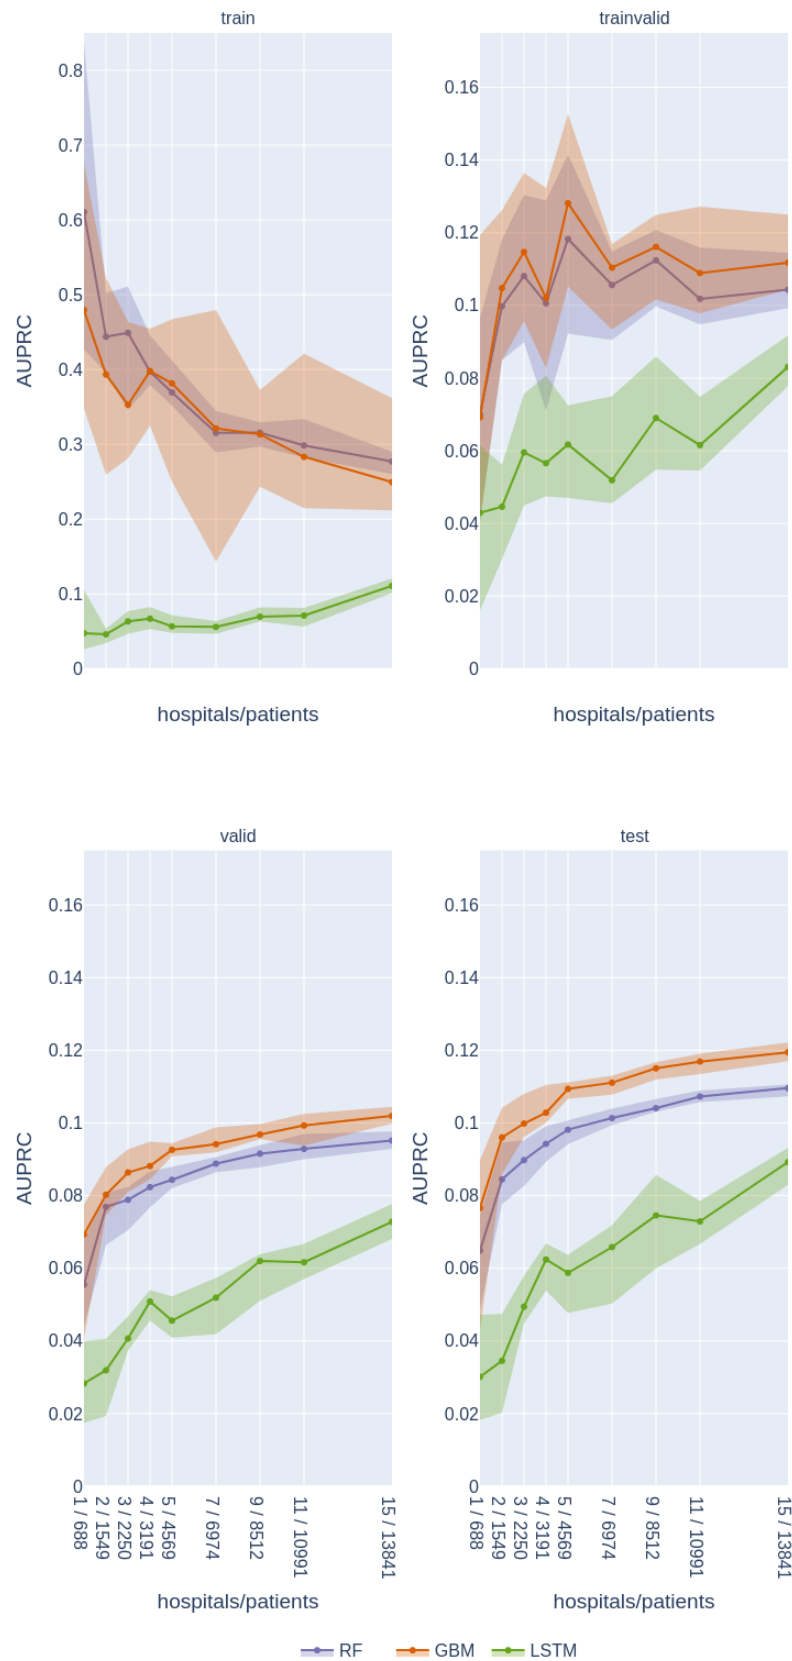 train
0.8
0.7
0.6
0.5
0.4
0.3
0.2
0.1
0
AUPRC
hospitals/patients
trainvalid
0.16
0.14
0.12
0.1
0.08
0.06
0.04
0.02
0
AUPRC
hospitals/patients
valid
0.16
0.14
0.12
0.1
0.08
0.06
0.04
0.02
0
AUPRC
1 / 688
2 / 1549
3 / 2250
4 / 3191
5 / 4569
7 / 6974
9 / 8512
11 / 10991
15 / 13841
hospitals/patients
test
0.16
0.14
0.12
0.1
0.08
0.06
0.04
0.02
0
AUPRC
1 / 688
2 / 1549
3 / 2250
4 / 3191
5 / 4569
7 / 6974
9 / 8512
11 / 10991
15 / 13841
hospitals/patients
RF
GBM
LSTM